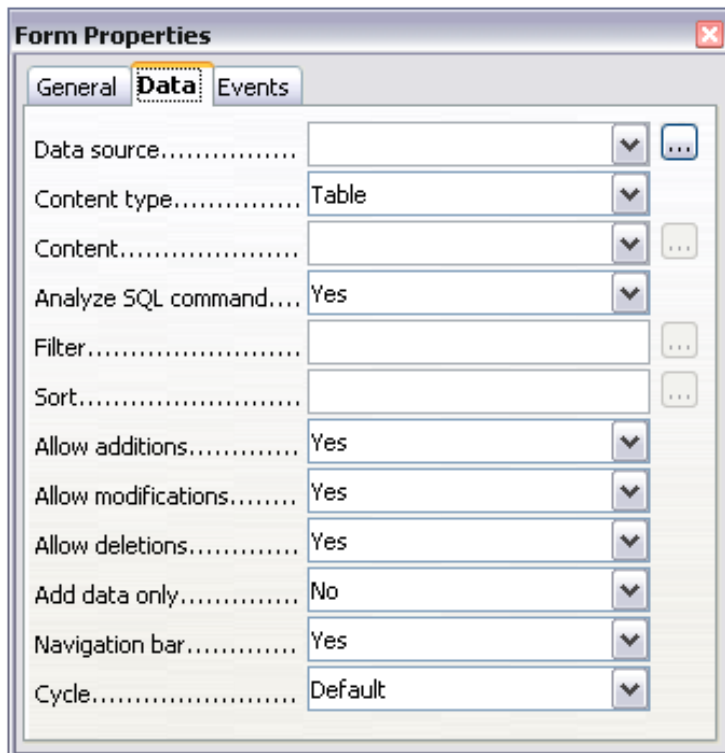 Form Properties
General Data Events
Data source................ ...
Content type............... Table
Content.................... ...
Analyze SQL command.... Yes
Filter........................ ...
Sort......................... ...
Allow additions............. Yes
Allow modifications........ Yes
Allow deletions............. Yes
Add data only.............. No
Navigation bar............. Yes
Cycle........................ Default